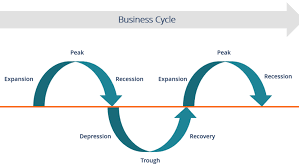 Business Cycle
Peak
Peak
Expansion
Recession
Expansion
Recession
Depression
Recovery
Trough